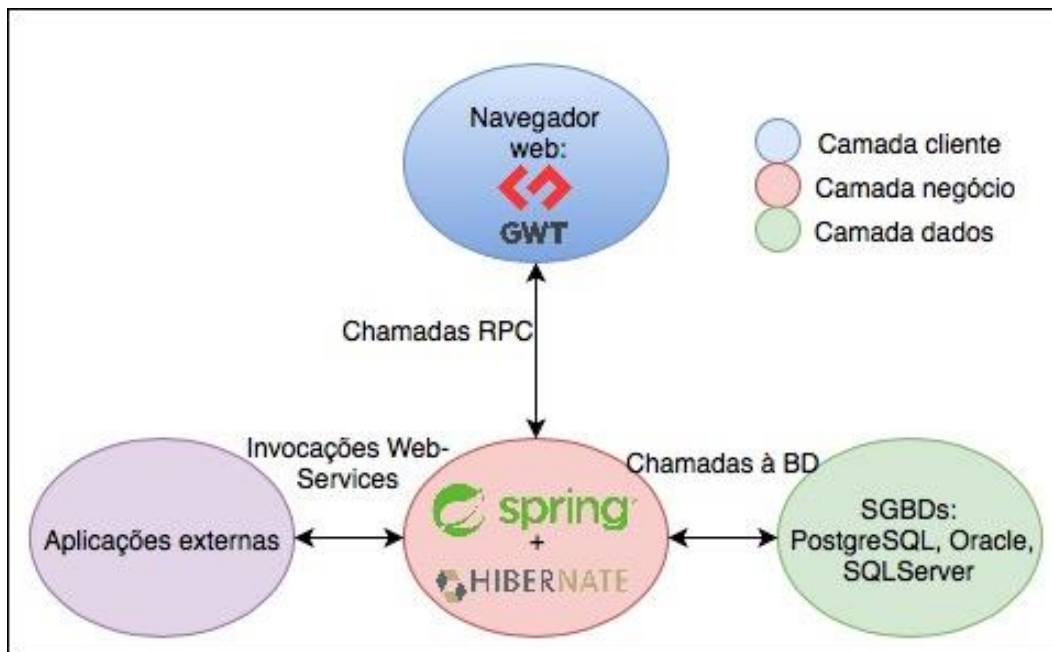 Navegador
web:
GWT
Camada cliente
Camada negócio
Camada dados
Chamadas RPC
Invocações Web-
Services
Chamadas à BD
Aplicações externas
spring
+
HIBERNATE
SGBDs:
PostgreSQL, Oracle,
SQLServer